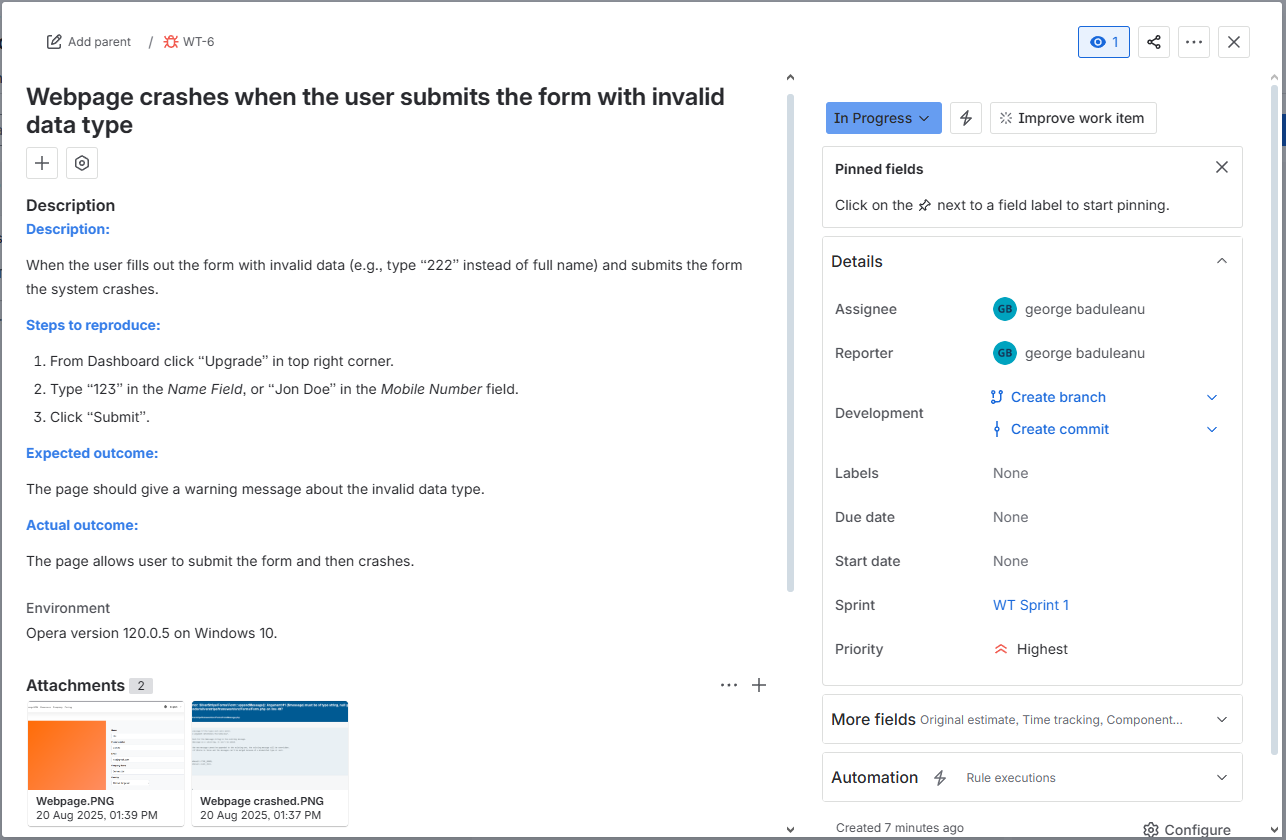 Add parent / WT-6
1
Webpage crashes when the user submits the form with invalid
data type
Description
Description:
When the user fills out the form with invalid data (e.g., type “222” instead of full name) and submits the form
the system crashes.
Steps to reproduce:
1. From Dashboard click “Upgrade” in top right corner.
2. Type “123” in the Name Field, or “Jon Doe” in the Mobile Number field.
3. Click “Submit”.
Expected outcome:
The page should give a warning message about the invalid data type.
Actual outcome:
The page allows user to submit the form and then crashes.
Environment
Opera version 120.0.5 on Windows 10.
Attachments 2
Webpage.PNG
20 Aug 2025, 01:39 PM
Webpage crashed.PNG
20 Aug 2025, 01:37 PM
In Progress
Improve work item
Pinned fields
Click on the next to a field label to start pinning.
Details
Assignee GB george baduleanu
Reporter GB george baduleanu
Development Create branch
Create commit
Labels None
Due date None
Start date None
Sprint WT Sprint 1
Priority Highest
More fields Original estimate, Time tracking, Component...
Automation Rule executions
Created 7 minutes ago
Configure